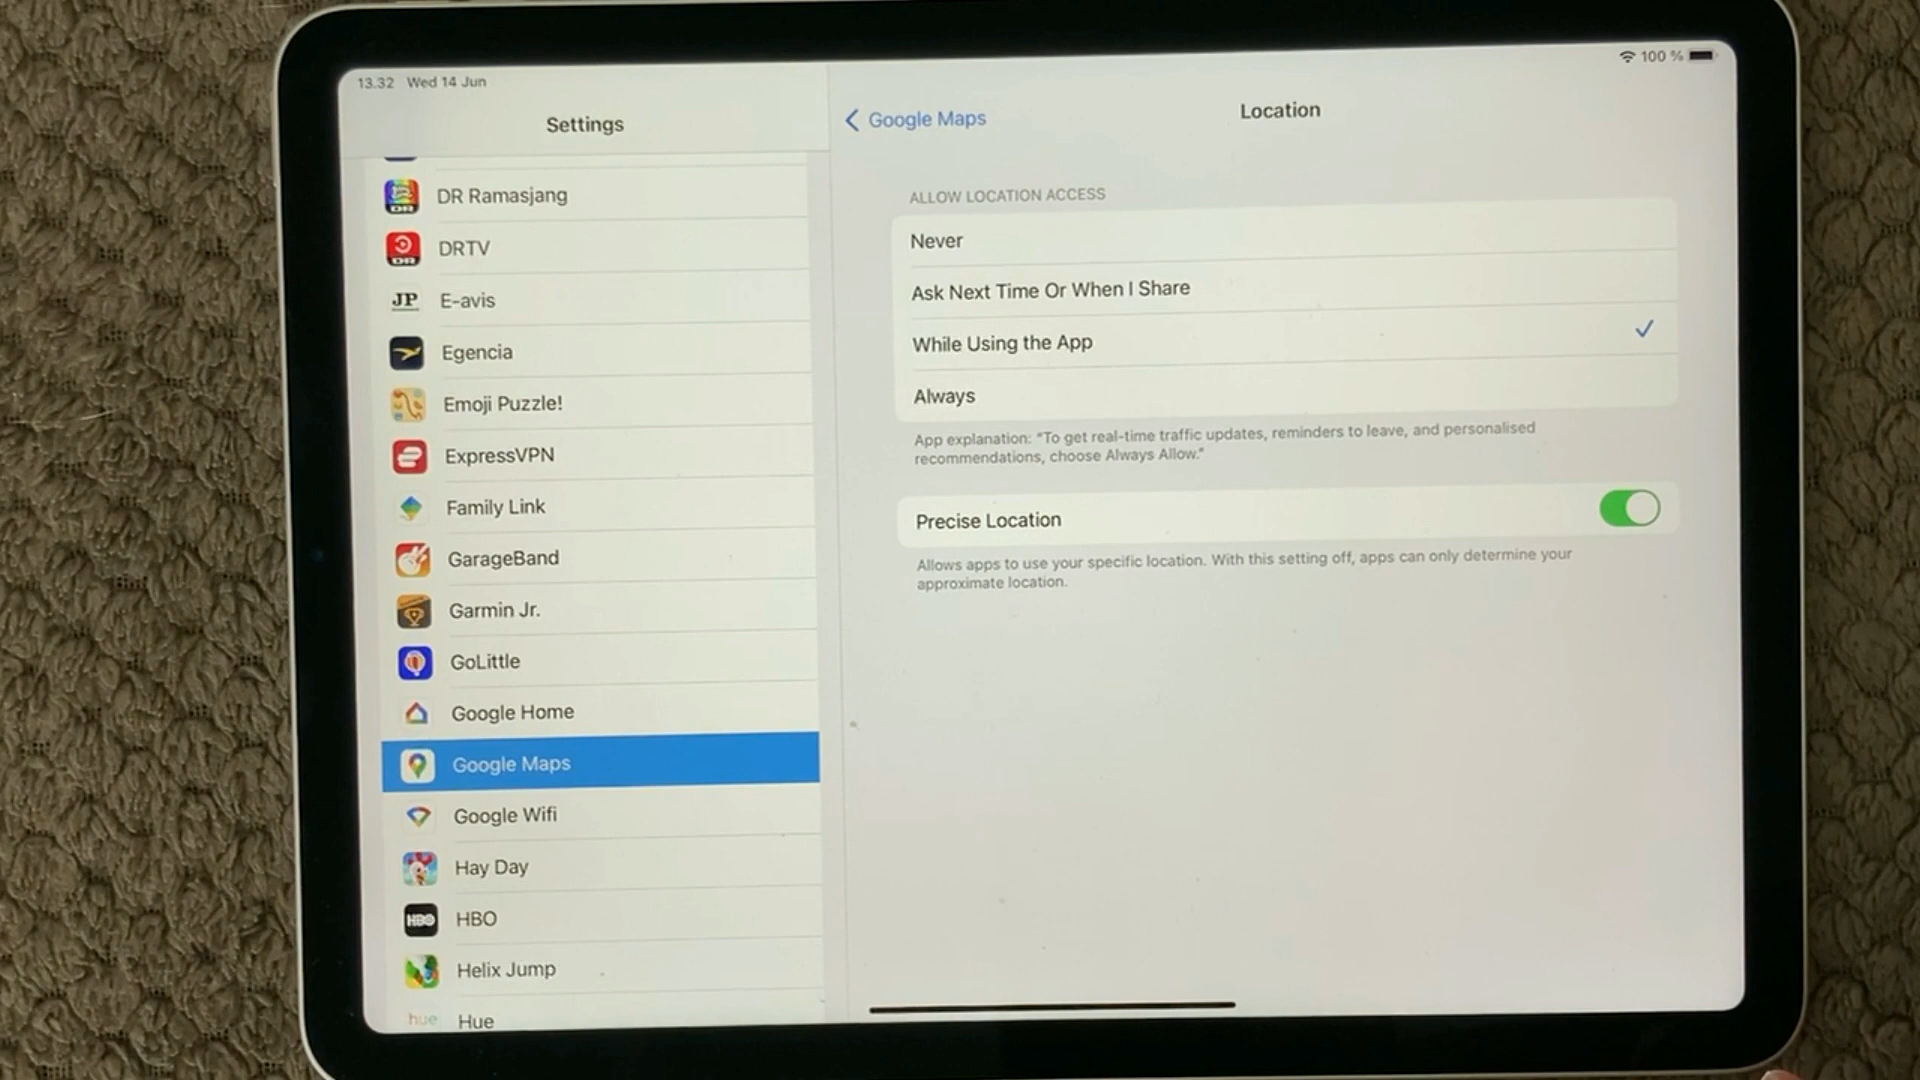 13.32 Wed 14 Jun
100 %
Settings
DR Ramasjang
DR
DRTV
DR
JP E-avis
Egencia
Emoji Puzzle!
ExpressVPN
Family Link
GarageBand
Garmin Jr.
GoLittle
Google Home
Google Maps
Google Wifi
Hay Day
HBO HBO
Helix Jump
hue Hue
Google Maps
Location
ALLOW LOCATION ACCESS
Never
Ask Next Time Or When I Share
While Using the App
Always
App explanation: “To get real-time traffic updates, reminders to leave, and personalised
recommendations, choose Always Allow.”
Precise Location
Allows apps to use your specific location. With this setting off, apps can only determine your
approximate location.